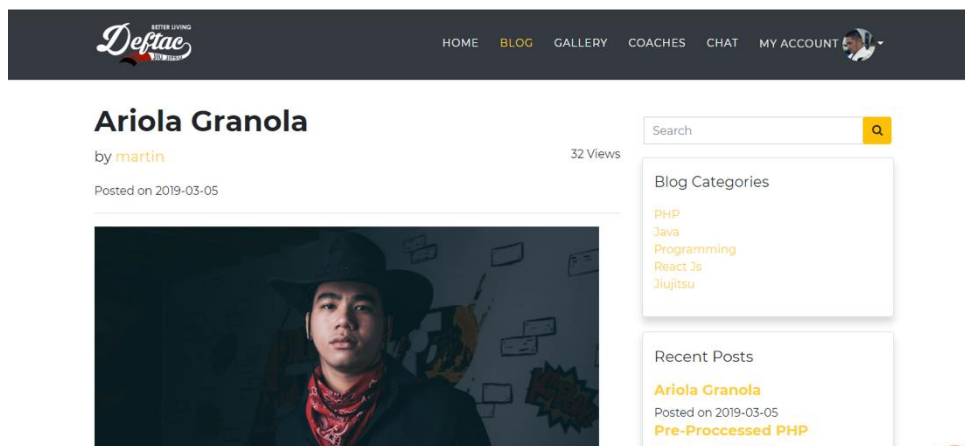 BETTER LIVING
Deftac
JIU JITSU
HOME BLOG GALLERY COACHES CHAT MY ACCOUNT
Ariola Granola
by martin
32 Views
Posted on 2019-03-05
Search
Blog Categories
PHP
Java
Programming
React Js
Jiujitsu
Recent Posts
Ariola Granola
Posted on 2019-03-05
Pre-Proccessed PHP